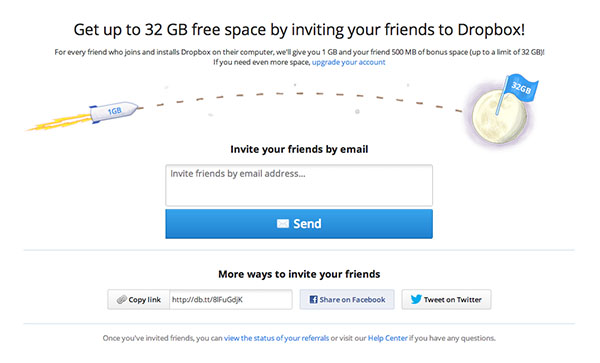 Get up to 32 GB free space by inviting your friends to Dropbox!
For every friend who joins and installs Dropbox on their computer, we'll give you 1 GB and your friend 500 MB of bonus space (up to a limit of 32 GB)!
If you need even more space, upgrade your account
1GB
32GB
Invite your friends by email
Invite friends by email address...
Send
More ways to invite your friends
Copy link http://db.tt/8lFuGdjK Share on Facebook Tweet on Twitter
Once you've invited friends, you can view the status of your referrals or visit our Help Center if you have any questions.